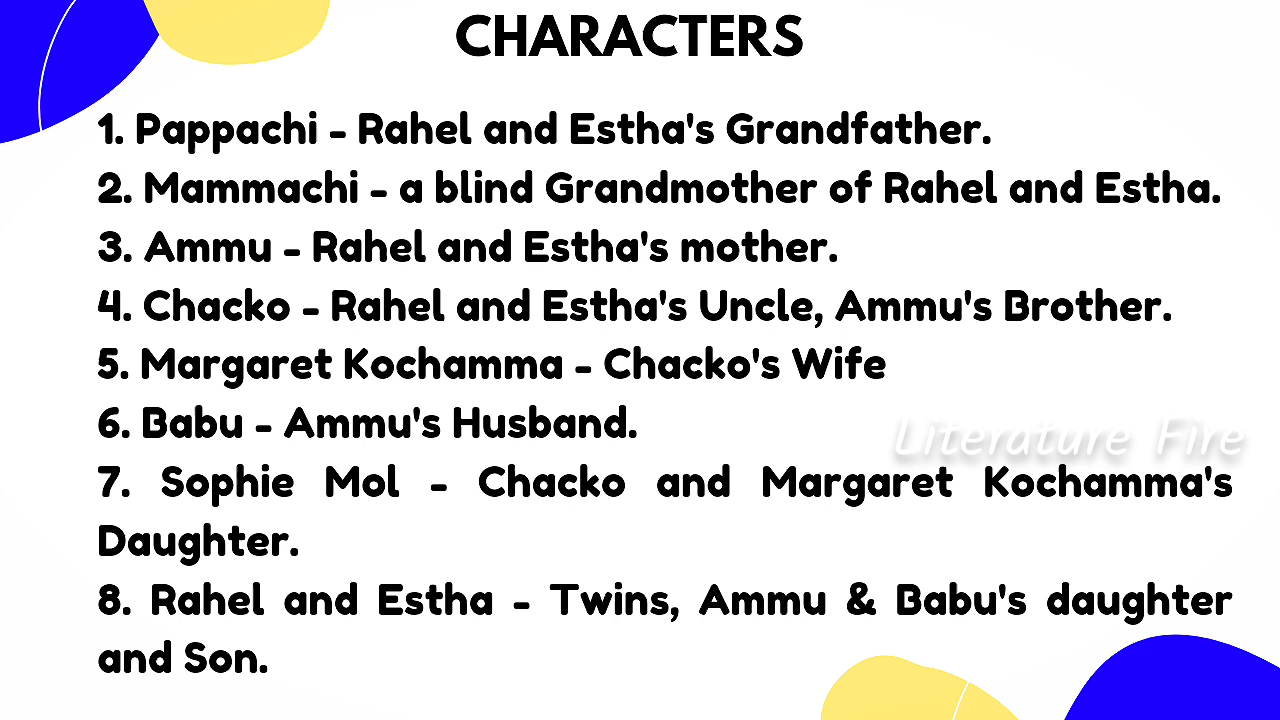 CHARACTERS
1. Pappachi - Rahel and Estha's Grandfather.
2. Mammachi - a blind Grandmother of Rahel and Estha.
3. Ammu - Rahel and Estha's mother.
4. Chacko - Rahel and Estha's Uncle, Ammu's Brother.
5. Margaret Kochamma - Chacko's Wife
6. Babu - Ammu's Husband.
Literature Fire
7. Sophie Mol - Chacko and Margaret Kochamma's
Daughter.
8. Rahel and Estha - Twins, Ammu & Babu's daughter
and Son.